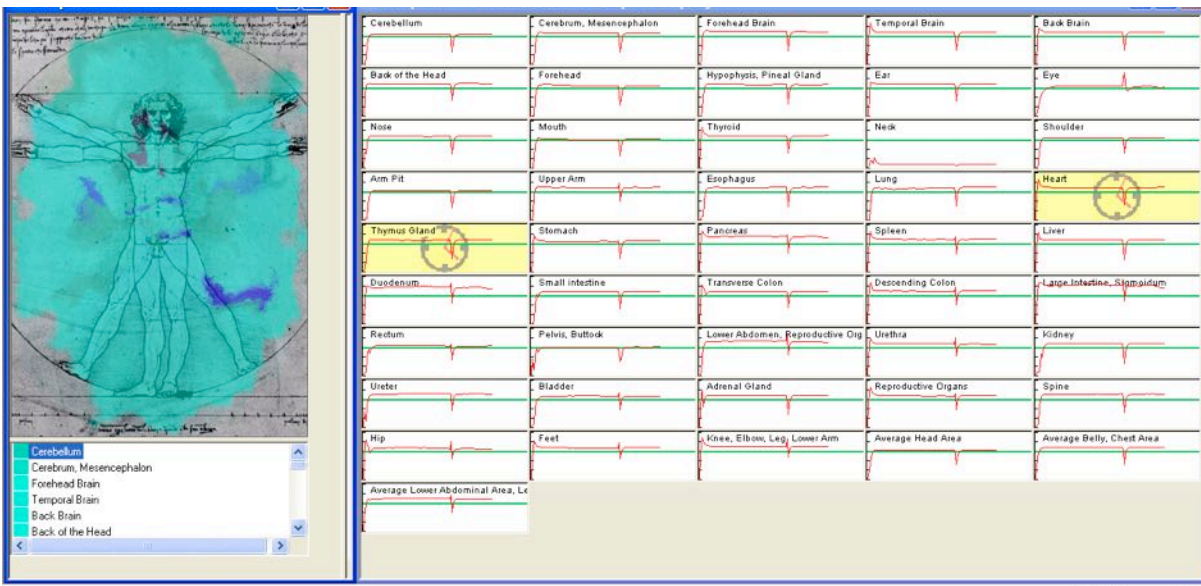 Cerebellum
Cerebrum, Mesencephalon
Forehead Brain
Temporal Brain
Back Brain
Back of the Head
Forehead
Hypophysis, Pineal Gland
Ear
Eye
Nose
Mouth
Thyroid
Neck
Shoulder
Arm Pit
Upper Arm
Esophagus
Lung
Heart
Thymus Gland
Stomach
Pancreas
Spleen
Liver
Duodenum
Small intestine
Transverse Colon
Descending Colon
Large Intestine, Sigmoidum
Rectum
Pelvis, Buttock
Lower Abdomen, Reproductive Org
Urethra
Kidney
Ureter
Bladder
Adrenal Gland
Reproductive Organs
Spine
Hip
Feet
Knee, Elbow, Leg, Lower Arm
Average Head Area
Average Belly, Chest Area
Average Lower Abdominal Area, Le
Cerebellum
Cerebrum, Mesencephalon
Forehead Brain
Temporal Brain
Back Brain
Back of the Head